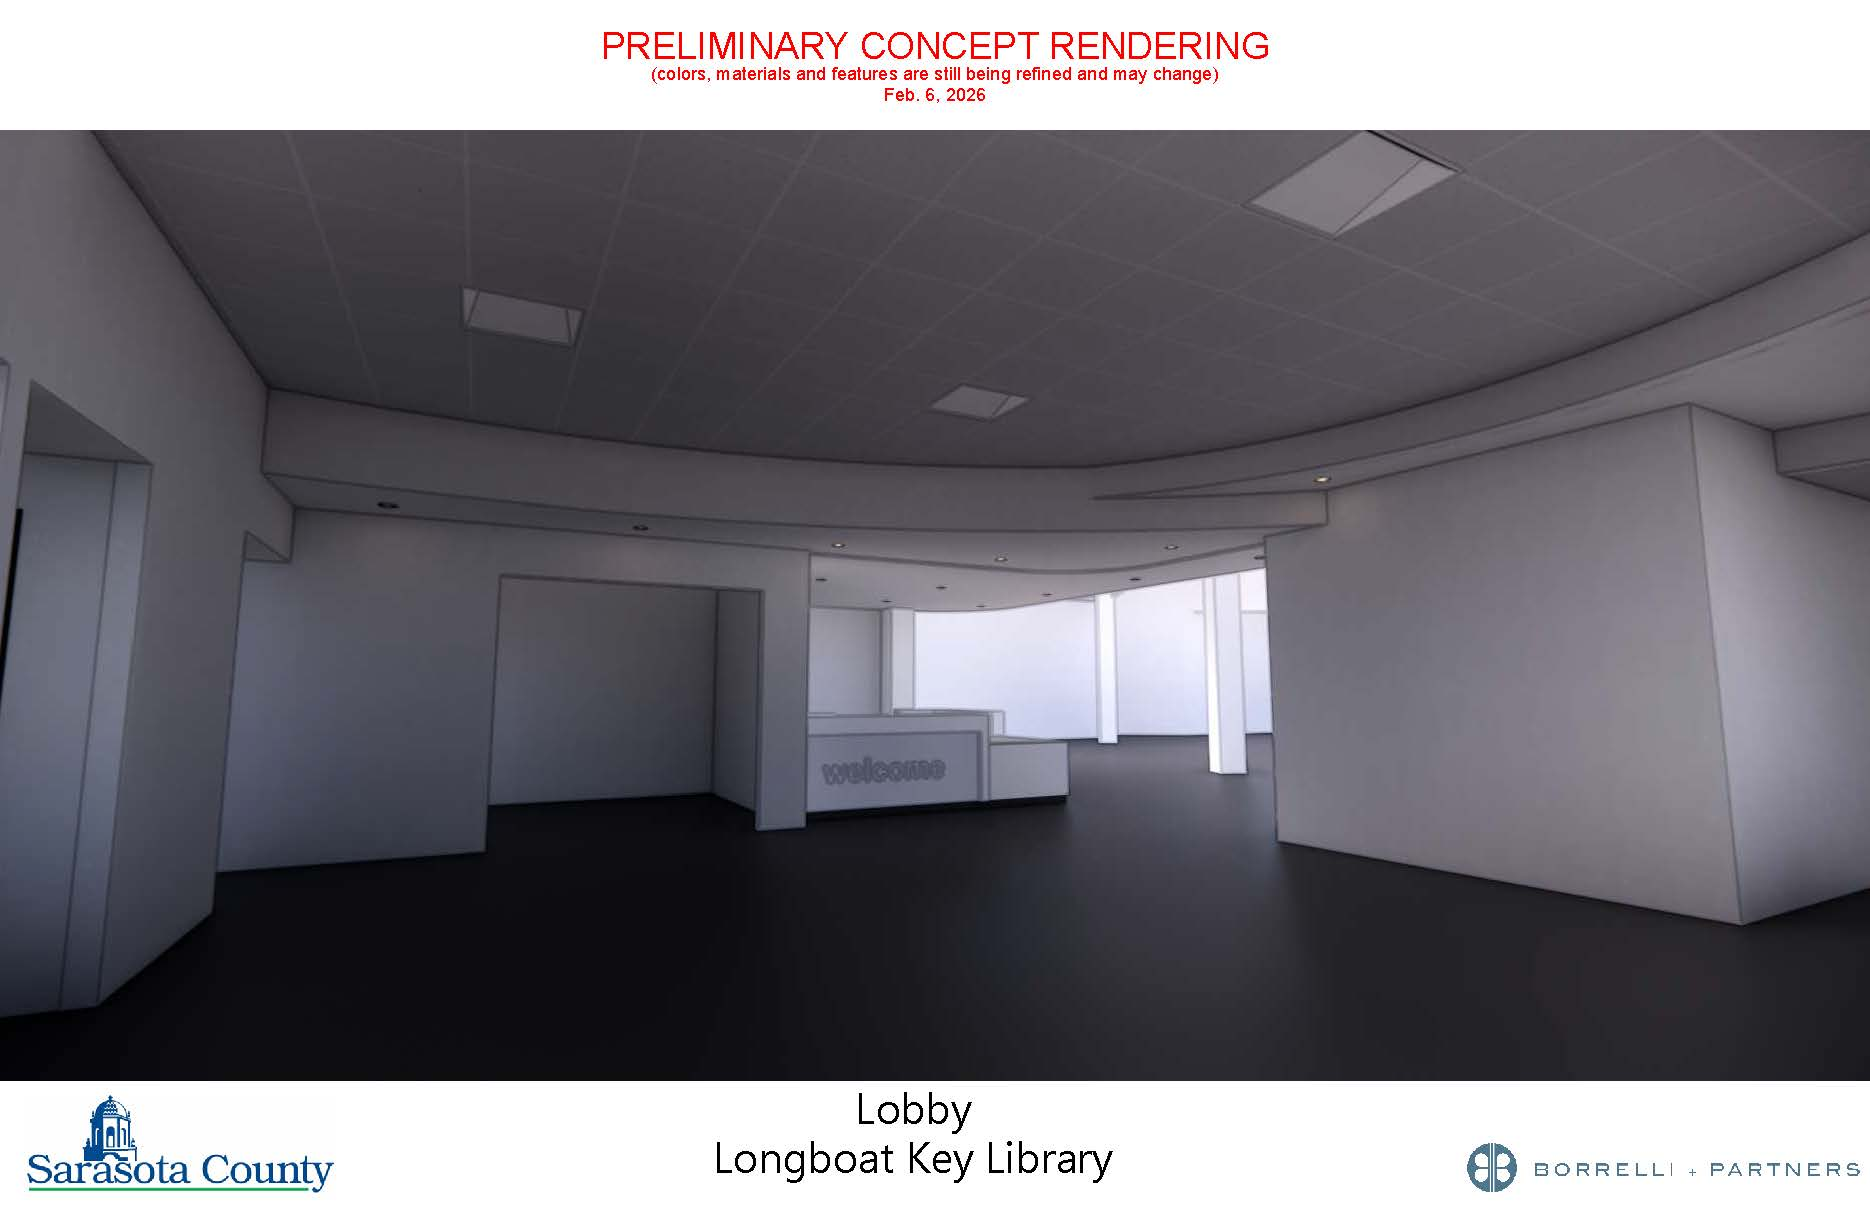 PRELIMINARY CONCEPT RENDERING
(colors, materials and features are still being refined and may change)
Feb. 6, 2026
welcome
Lobby
Longboat Key Library
Sarasota County
BORRELLI + PARTNERS